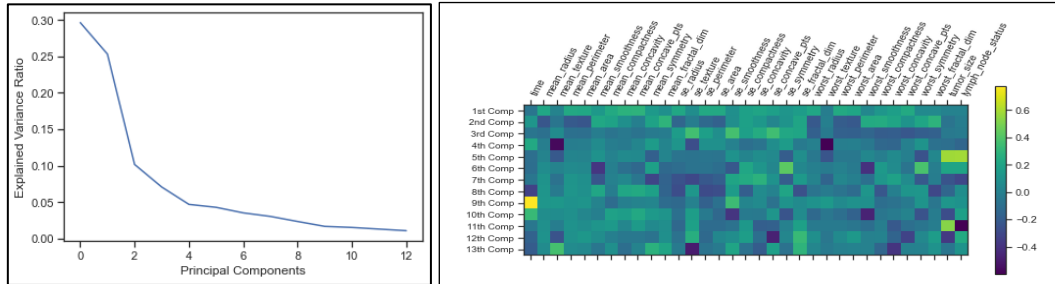 0.30
0.25
0.20
0.15
0.10
0.05
0.00
Explained Variance Ratio
0
2
4
6
8
10
12
Principal Components
time
mean_radius
mean_texture
mean_perimeter
mean_area
mean_smoothness
mean_compactness
mean_concavity
mean_concave_pts
mean_symmetry
mean_fractal_dim
se_radius
se_texture
se_perimeter
se_area
se_smoothness
se_compactness
se_concavity
se_concave_pts
se_symmetry
se_fractal_dim
worst_radius
worst_texture
worst_perimeter
worst_area
worst_smoothness
worst_compactness
worst_concavity
worst_concave_pts
worst_symmetry
worst_fractal_dim
tumor_size
lymph_node_status
1st Comp
2nd Comp
3rd Comp
4th Comp
5th Comp
6th Comp
7th Comp
8th Comp
9th Comp
10th Comp
11th Comp
12th Comp
13th Comp
0.6
0.4
0.2
0.0
−0.2
−0.4